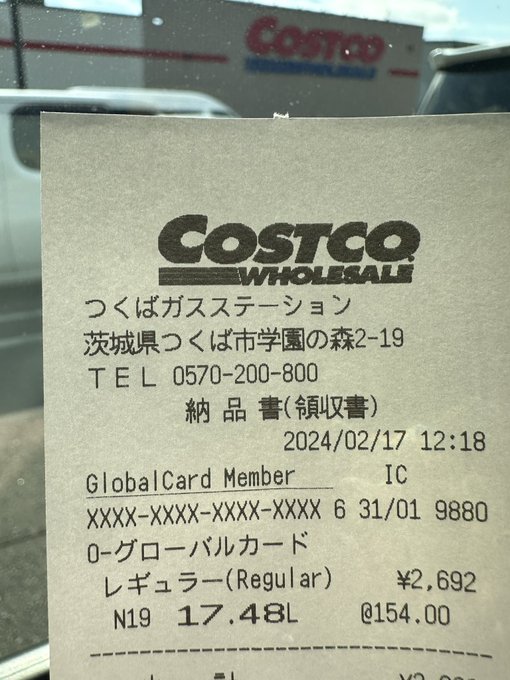 COSTCO
COSTCO
WHOLESALE
つくばガスステーション
茨城県つくば市学園の森2-19
TEL 0570-200-800
納 品 書(領収書)
2024/02/17 12:18
GlobalCard Member IC
XXXX-XXXX-XXXX-XXXX 6 31/01 9880
0-グローバルカード
レギュラー(Regular) ¥2,692
N19 17.48L @154.00